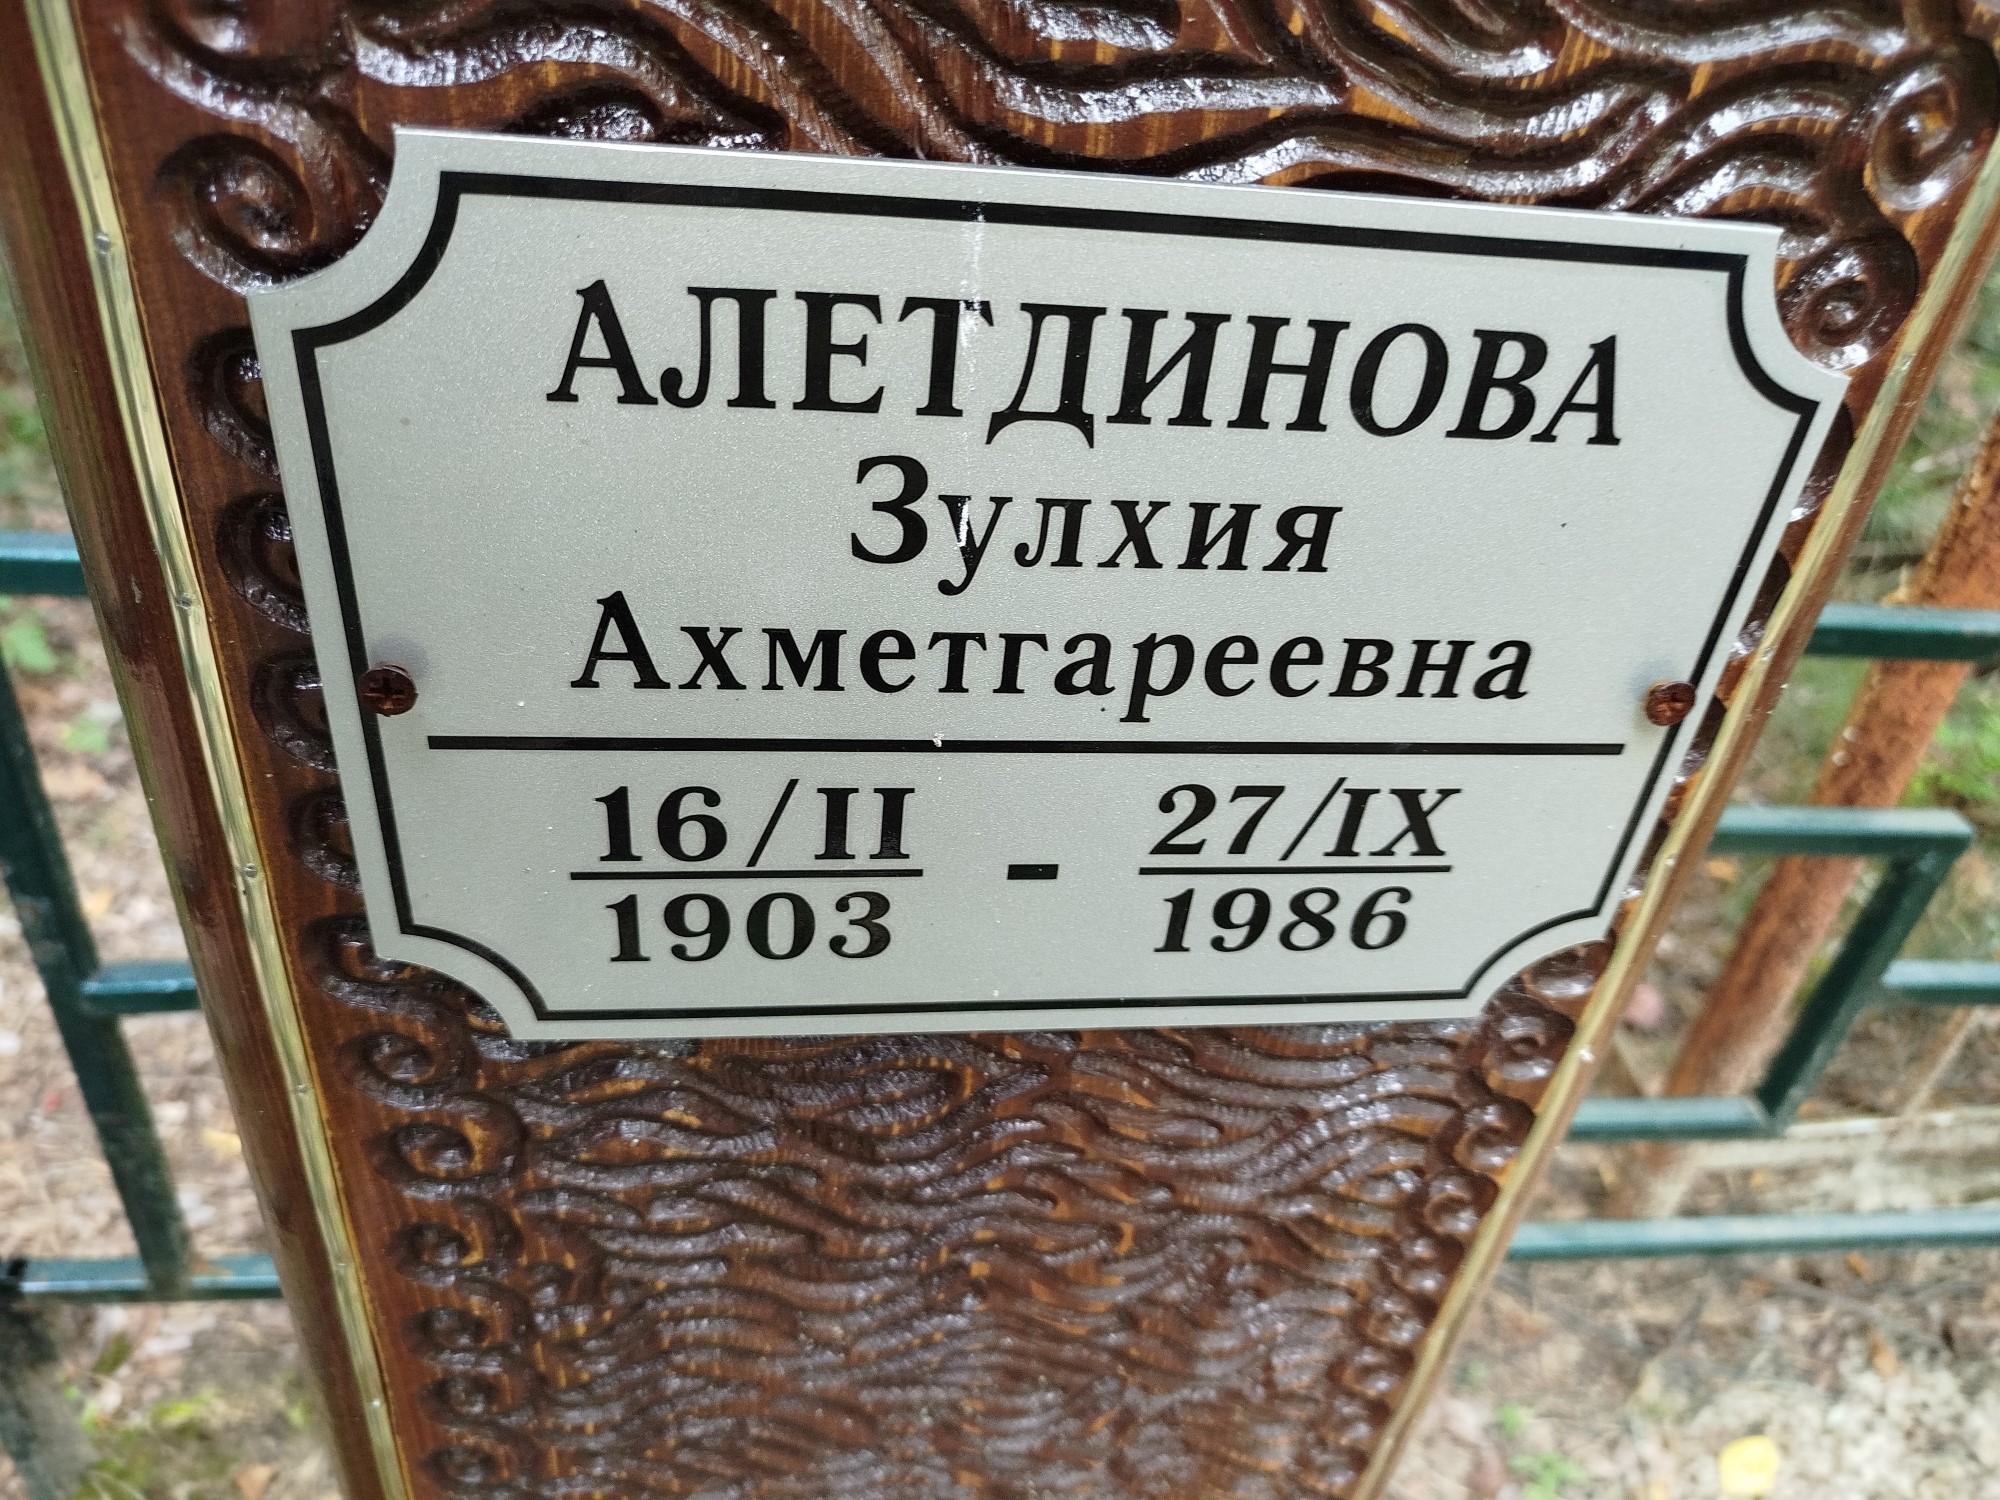 АЛЕТДИНОВА
Зулхия
Ахметгареевна
16/II - 27/IX
1903 1986